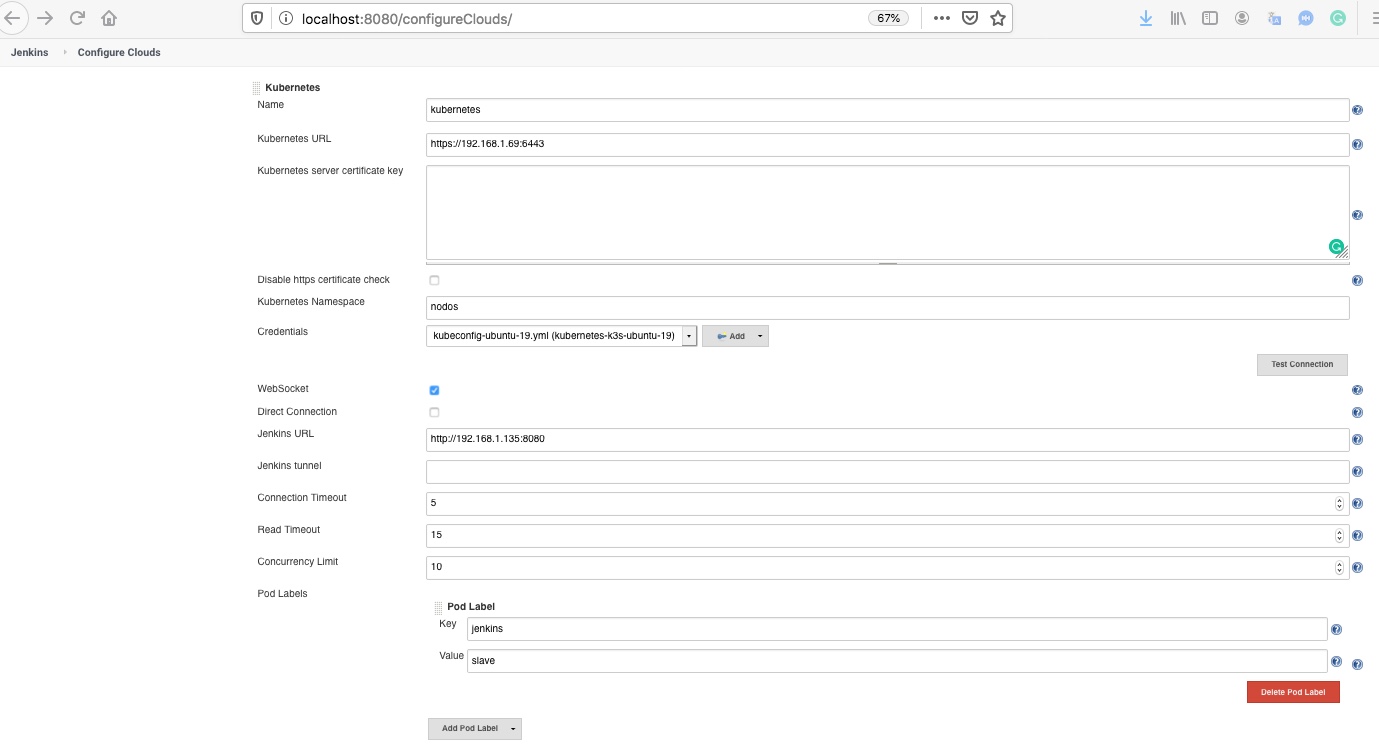 localhost:8080/configureClouds/
67%
Jenkins
Configure Clouds
Kubernetes
Name
kubernetes
Kubernetes URL
https://192.168.1.69:6443
Kubernetes server certificate key
Disable https certificate check
Kubernetes Namespace
nodos
Credentials
kubeconfig-ubuntu-19.yml (kubernetes-k3s-ubuntu-19)
Add
Test Connection
WebSocket
Direct Connection
Jenkins URL
http://192.168.1.135:8080
Jenkins tunnel
Connection Timeout
5
Read Timeout
15
Concurrency Limit
10
Pod Labels
Pod Label
Key
jenkins
Value
slave
Delete Pod Label
Add Pod Label